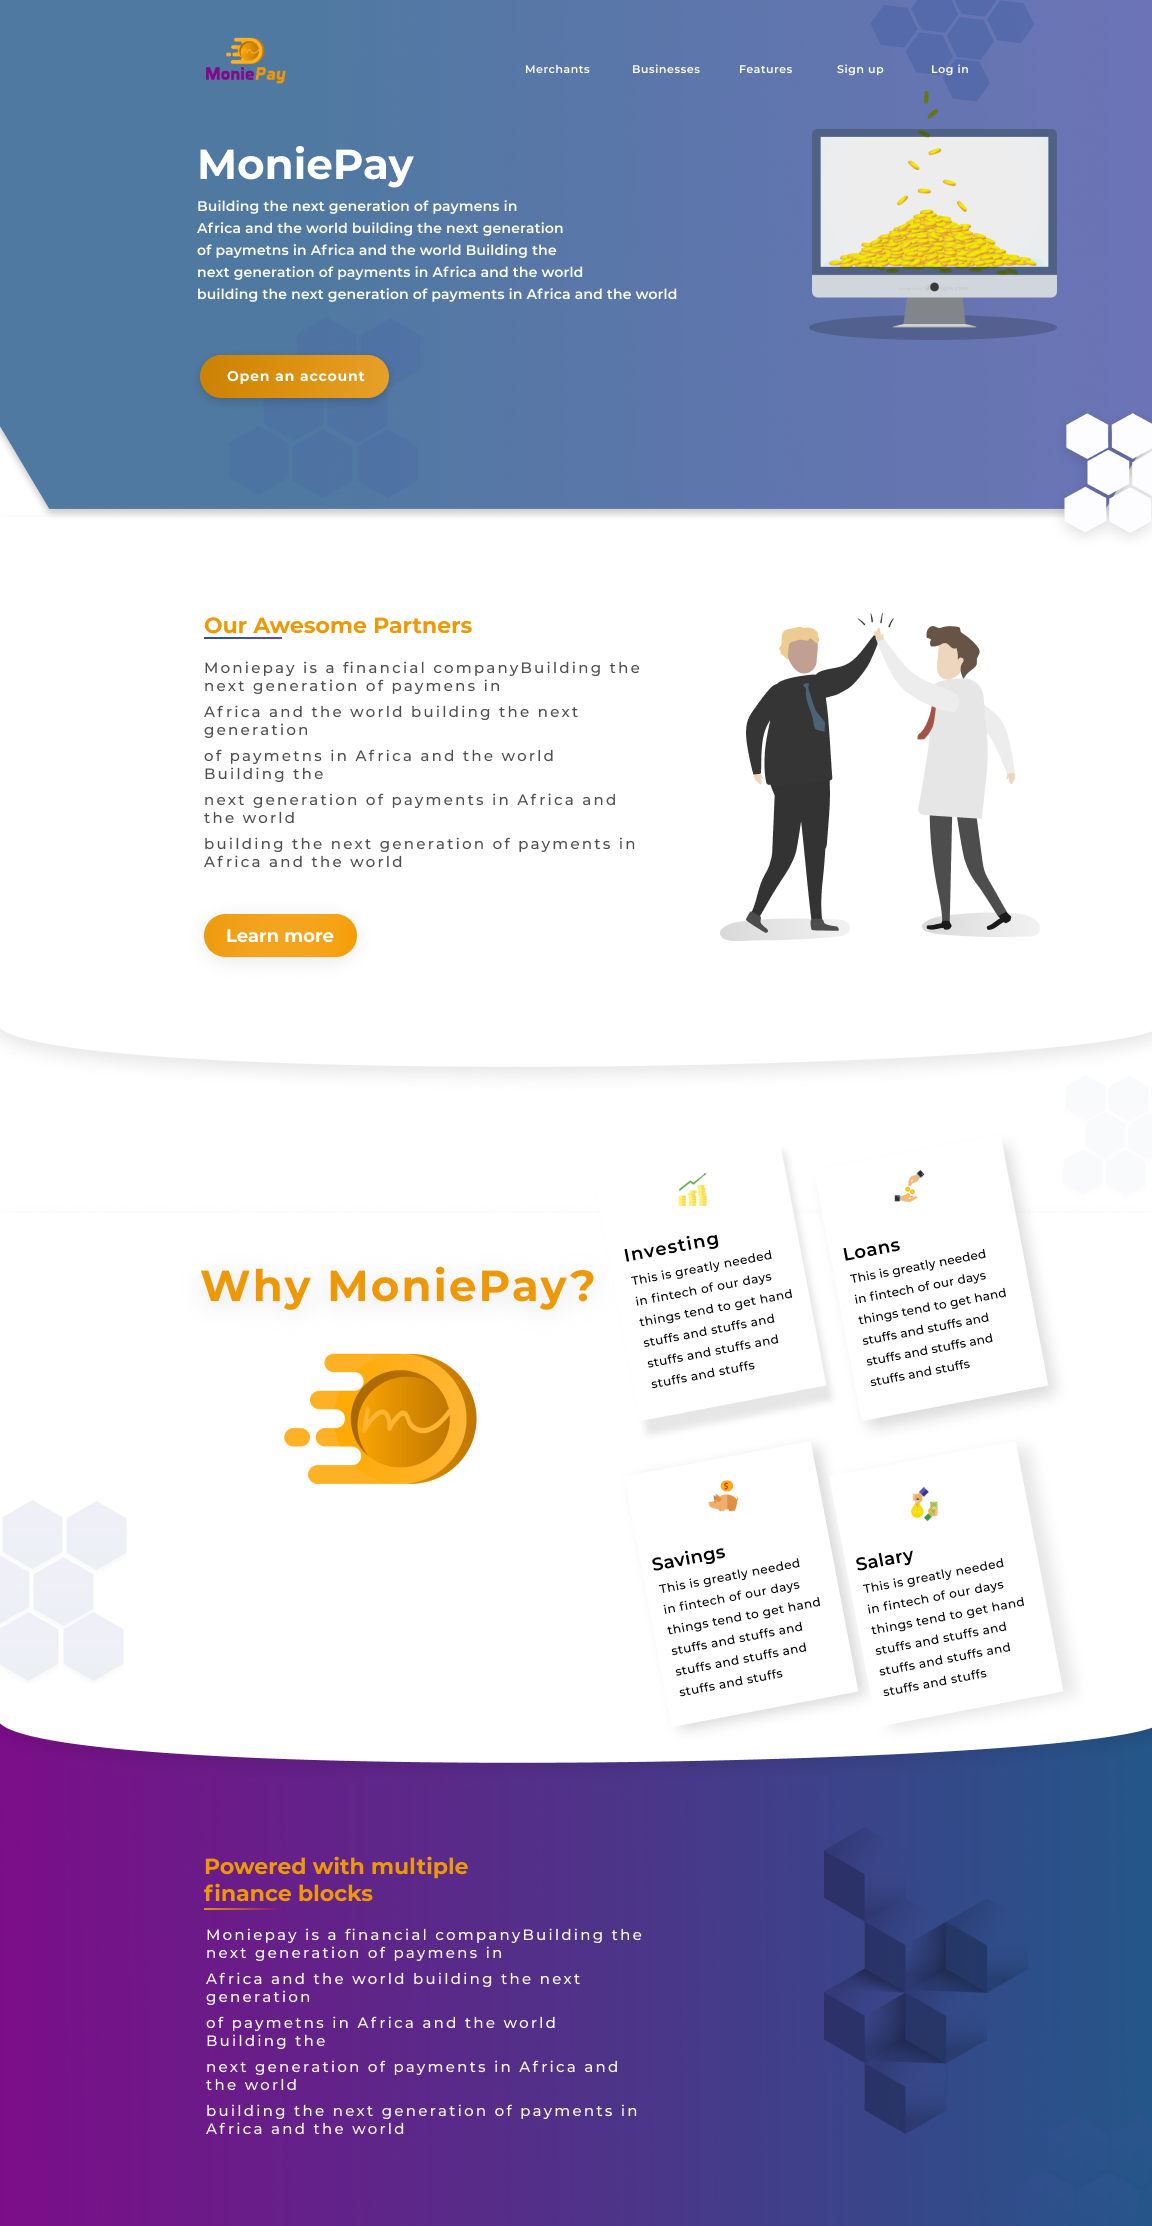 MoniePay
Merchants
Businesses
Features
Sign up
Log in
MoniePay
Building the next generation of paymens in
Africa and the world building the next generation
of paymetns in Africa and the world Building the
next generation of payments in Africa and the world
building the next generation of payments in Africa and the world
Open an account
Our Awesome Partners
Moniepay is a financial companyBuilding the
next generation of paymens in
Africa and the world building the next
generation
of paymetns in Africa and the world
Building the
next generation of payments in Africa and
the world
building the next generation of payments in
Africa and the world
Learn more
Why MoniePay?
m
Investing
This is greatly needed
in fintech of our days
things tend to get hand
stuffs and stuffs and
stuffs and stuffs and
stuffs and stuffs
Loans
This is greatly needed
in fintech of our days
things tend to get hand
stuffs and stuffs and
stuffs and stuffs and
stuffs and stuffs
Savings
This is greatly needed
in fintech of our days
things tend to get hand
stuffs and stuffs and
stuffs and stuffs and
stuffs and stuffs
Salary
This is greatly needed
in fintech of our days
things tend to get hand
stuffs and stuffs and
stuffs and stuffs and
stuffs and stuffs
Powered with multiple
finance blocks
Moniepay is a financial companyBuilding the
next generation of paymens in
Africa and the world building the next
generation
of paymetns in Africa and the world
Building the
next generation of payments in Africa and
the world
building the next generation of payments in
Africa and the world